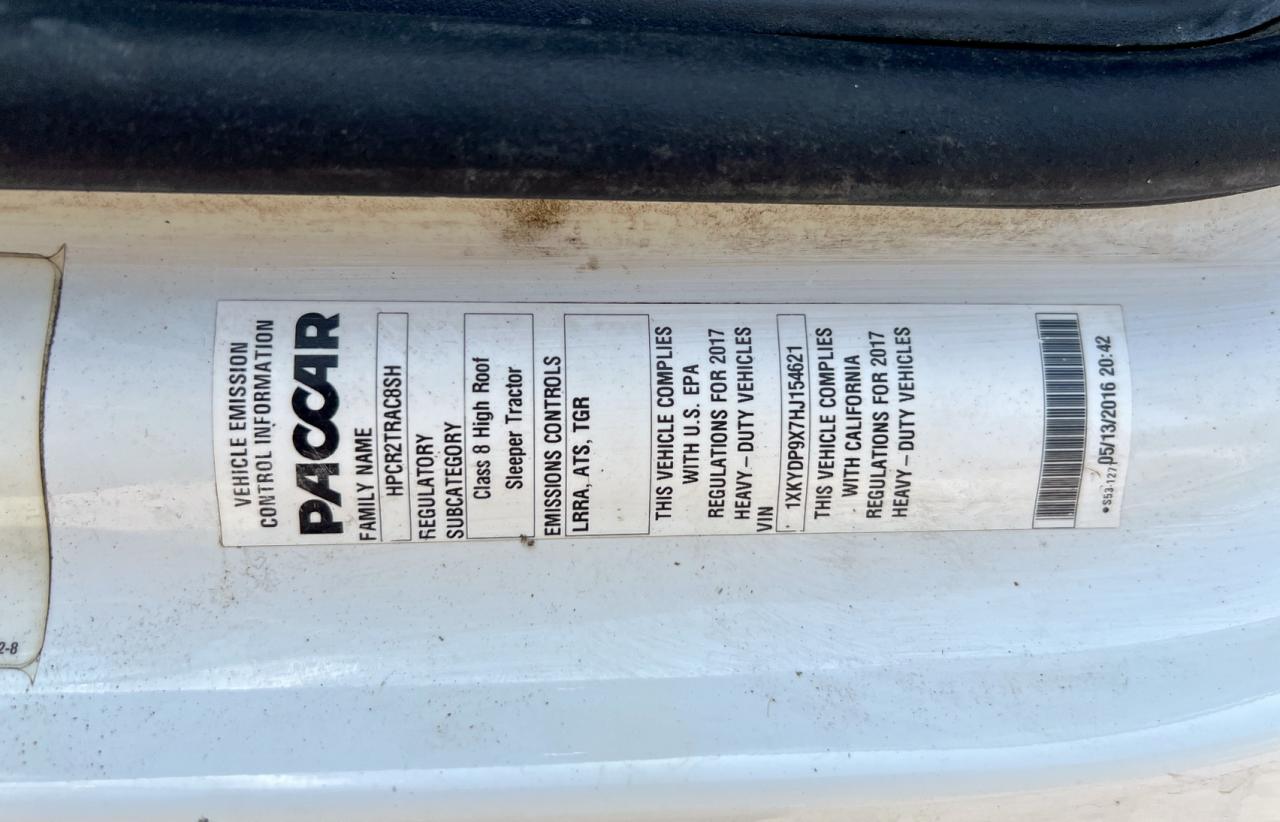 VEHICLE EMISSION
CONTROL INFORMATION
PACCAR
FAMILY NAME
HPCR2TRAC8SH
REGULATORY
SUBCATEGORY
Class 8 High Roof
Sleeper Tractor
EMISSIONS CONTROLS
LRRA, ATS, TGR
THIS VEHICLE COMPLIES
WITH U.S. EPA
REGULATIONS FOR 2017
HEAVY–DUTY VEHICLES
VIN
1XKYDP9X7HJ154621
THIS VEHICLE COMPLIES
WITH CALIFORNIA
REGULATIONS FOR 2017
HEAVY–DUTY VEHICLES
05/13/2016 20:42
2-8